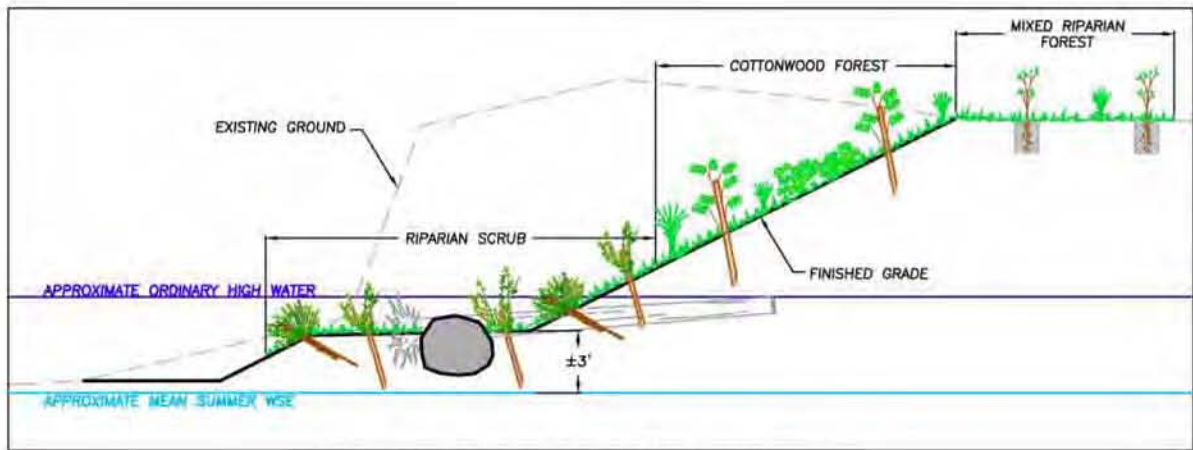 MIXED RIPARIAN
FOREST
COTTONWOOD FOREST
EXISTING GROUND
RIPARIAN SCRUB
FINISHED GRADE
APPROXIMATE ORDINARY HIGH WATER
±3'
APPROXIMATE MEAN SUMMER WSE